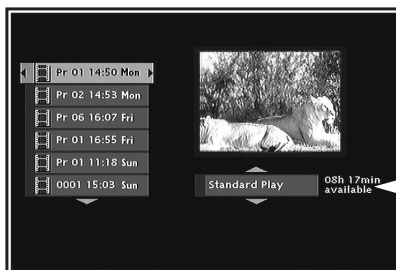 Pr 01 14:50 Mon
Pr 02 14:53 Mon
Pr 06 16:07 Fri
Pr 01 16:55 Fri
Pr 01 11:18 Sun
0001 15:03 Sun
Standard Play
08h 17min
available